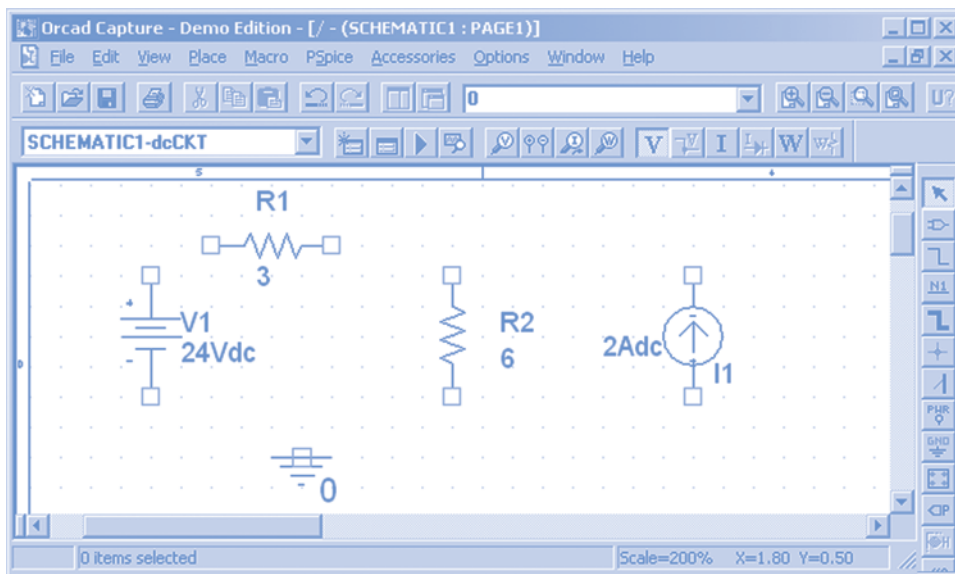 Orcad Capture - Demo Edition - [/ - (SCHEMATIC1 : PAGE1)]
File Edit View Place Macro PSpice Accessories Options Window Help
0 U?
SCHEMATIC1-dcCKT V V I W
5 4
R1
3
+
V1
24Vdc
-
R2
6
-
2Adc
I1
0
D
N1
PWR
GND
0 items selected Scale=200% X=1.80 Y=0.50